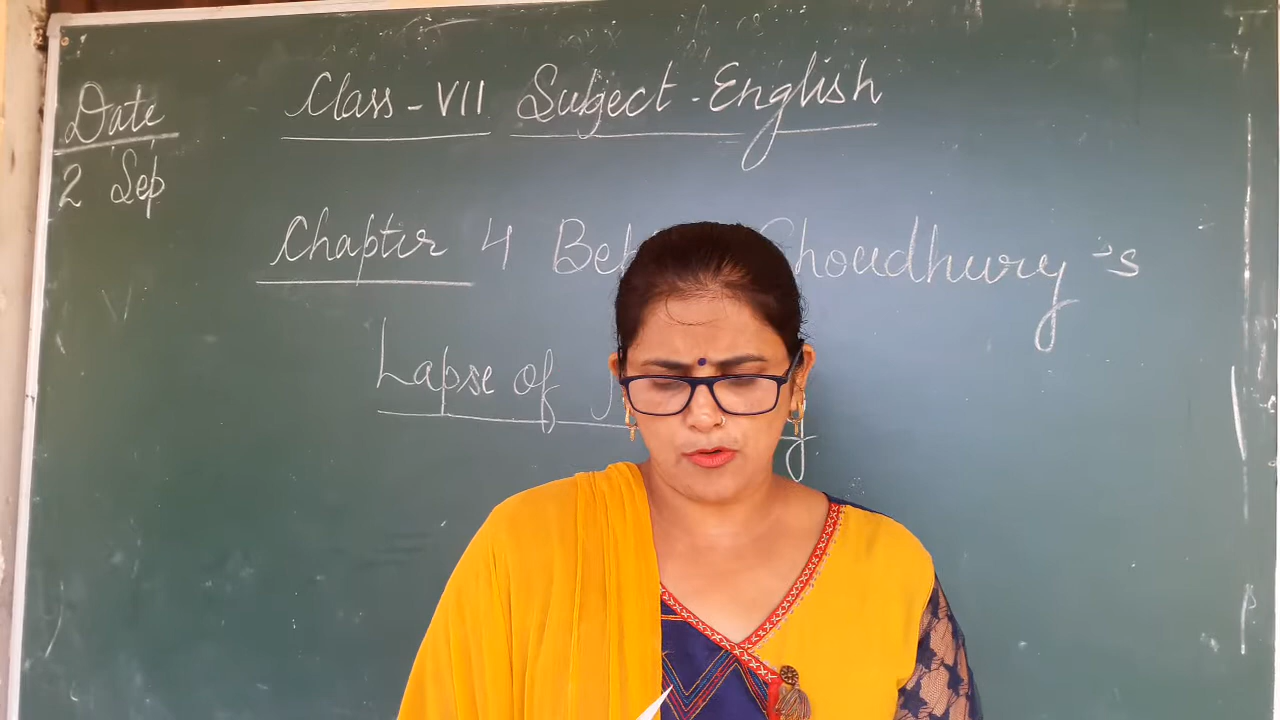 Date
2 Sep
Class - VII Subject - English
Chapter 4 Choudhury's
Lapse of